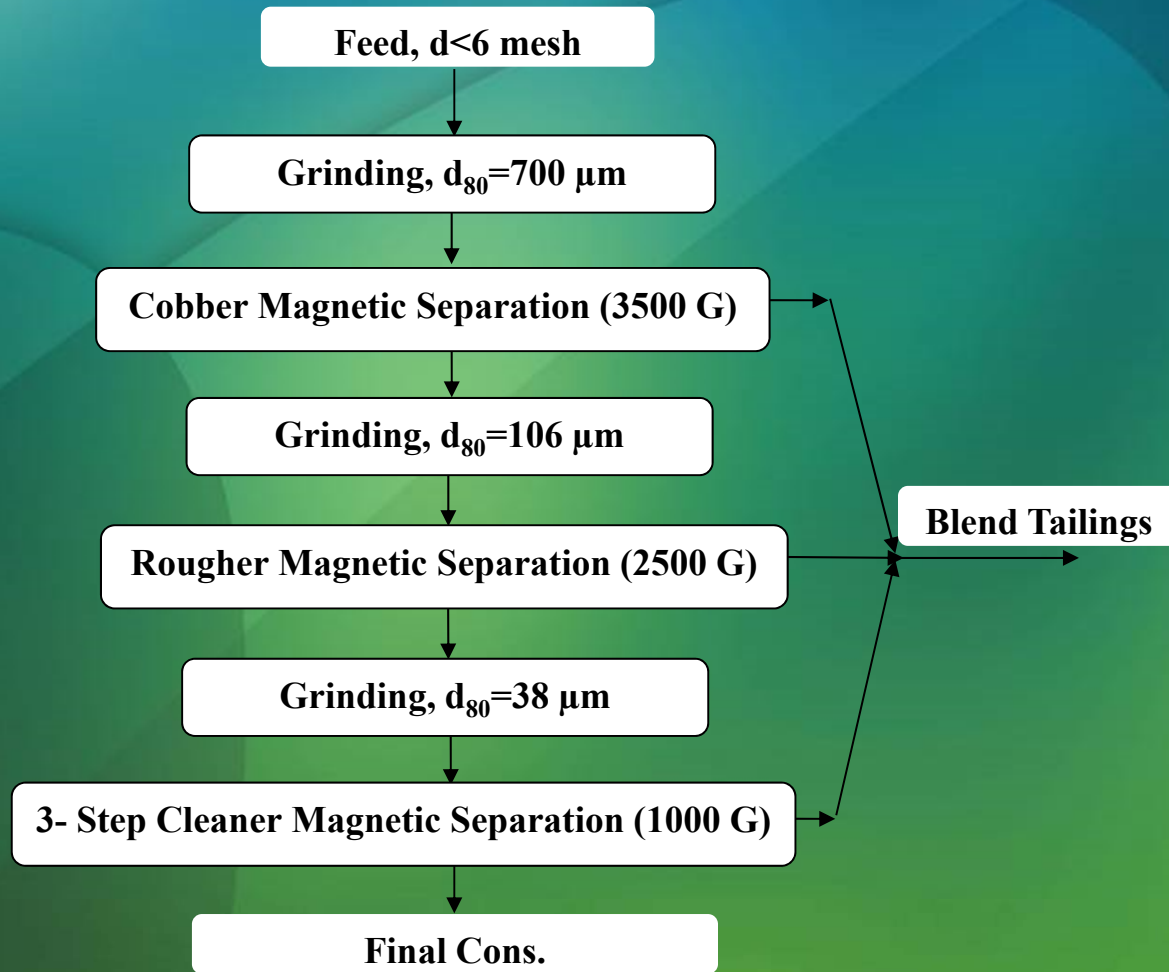 Feed, d<6 mesh
Grinding, d₈₀=700 µm
Cobber Magnetic Separation (3500 G)
Grinding, d₈₀=106 µm
Blend Tailings
Rougher Magnetic Separation (2500 G)
Grinding, d₈₀=38 µm
3- Step Cleaner Magnetic Separation (1000 G)
Final Cons.